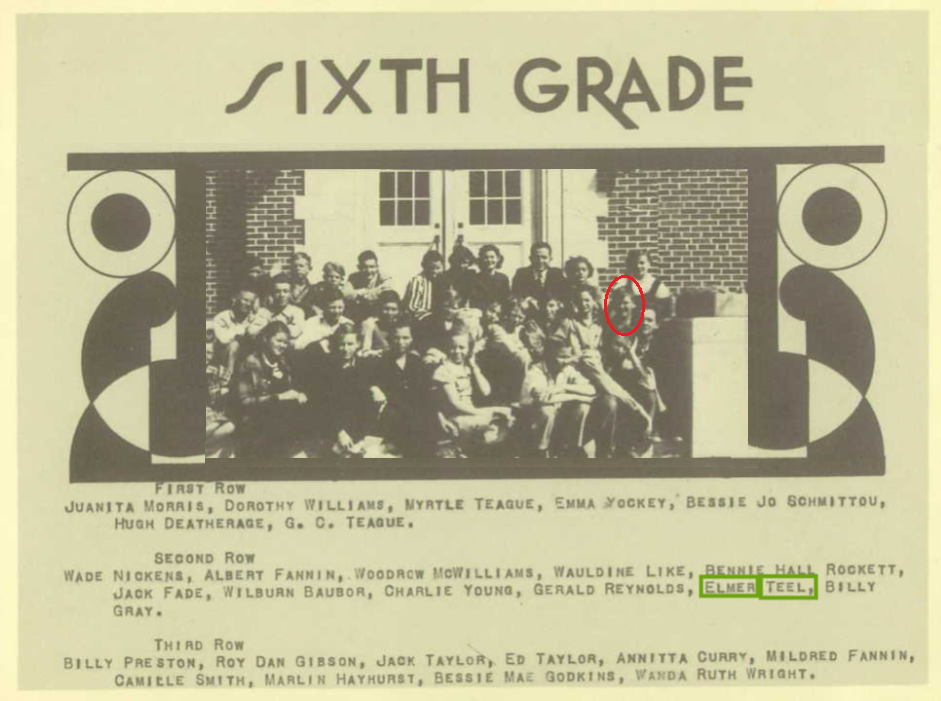 SIXTH GRADE
FIRST ROW
JUANITA MORRIS, DOROTHY WILLIAMS, MYRTLE TEAGUE, EMMA YOCKEY, BESSIE JO SCHMITTOU,
HUGH DEATHERAGE, G. C. TEAGUE.
SECOND ROW
WADE NICKENS, ALBERT FANNIN, WOODROW MCWILLIAMS, WAULDINE LIKE, BENNIE HALL ROCKETT,
JACK FADE, WILBURN BAUBOR, CHARLIE YOUNG, GERALD REYNOLDS, ELMER TEEL, BILLY
GRAY.
THIRD ROW
BILLY PRESTON, ROY DAN GIBSON, JACK TAYLOR, ED TAYLOR, ANNITTA CURRY, MILDRED FANNIN,
CAMILLE SMITH, MARLIN HAYHURST, BESSIE MAE GODKINS, WANDA RUTH WRIGHT.